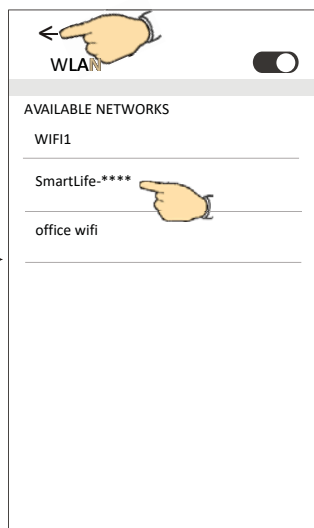 WLAN
AVAILABLE NETWORKS
WIFI1
SmartLife-****
office wifi